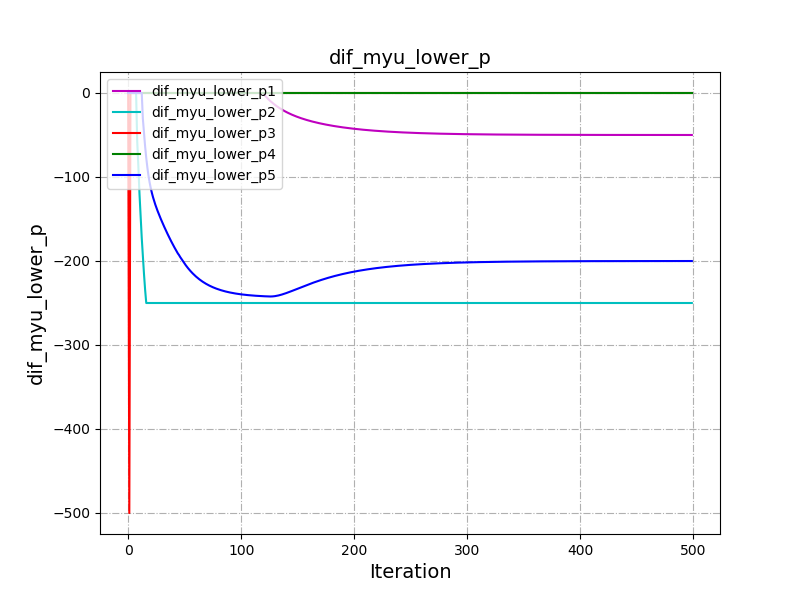 dif_myu_lower_p
dif_myu_lower_p1
dif_myu_lower_p2
dif_myu_lower_p3
dif_myu_lower_p4
dif_myu_lower_p5
dif_myu_lower_p
0
−100
−200
−300
−400
−500
0
100
200
300
400
500
Iteration